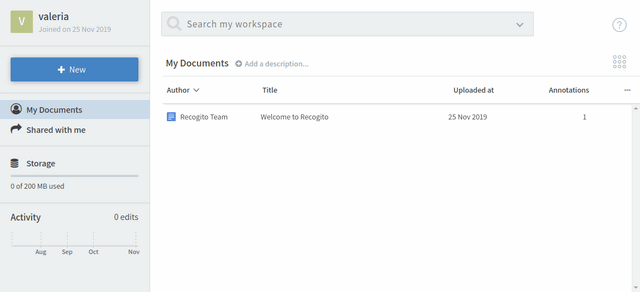 V
valeria
Joined on 25 Nov 2019
+ New
My Documents
Shared with me
Storage
0 of 200 MB used
Activity 0 edits
Aug Sep Oct Nov
Search my workspace
?
My Documents Add a description...
Author Title Uploaded at Annotations ...
Recogito Team Welcome to Recogito 25 Nov 2019 1